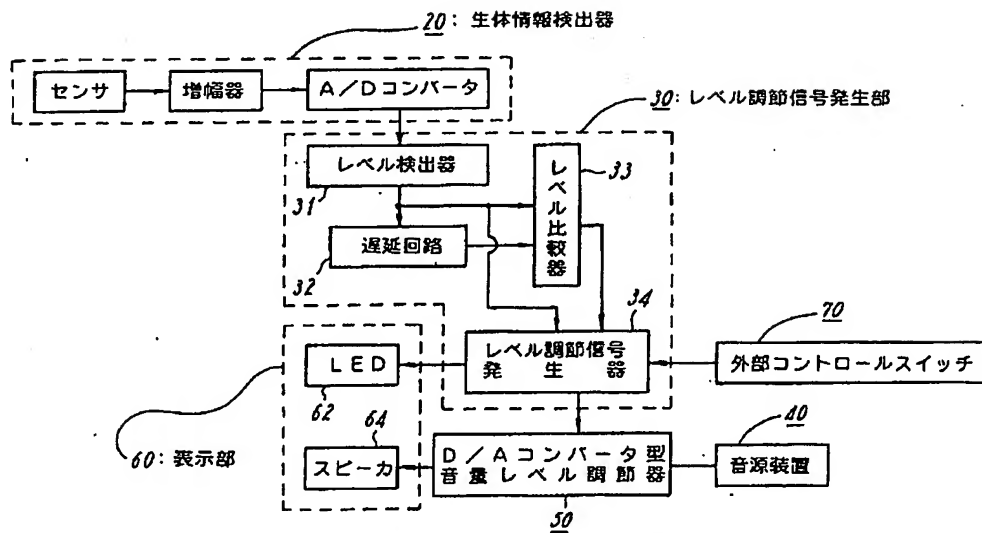 20: 生体情報検出器
センサ
増幅器
A/Dコンバータ
30: レベル調節信号発生部
レベル検出器
31
レベル比較器
33
遅延回路
32
34
レベル調節信号
発生器
70
外部コントロールスイッチ
LED
62
60: 表示部
64
スピーカ
D/Aコンバータ型
音量レベル調節器
50
40
音源装置